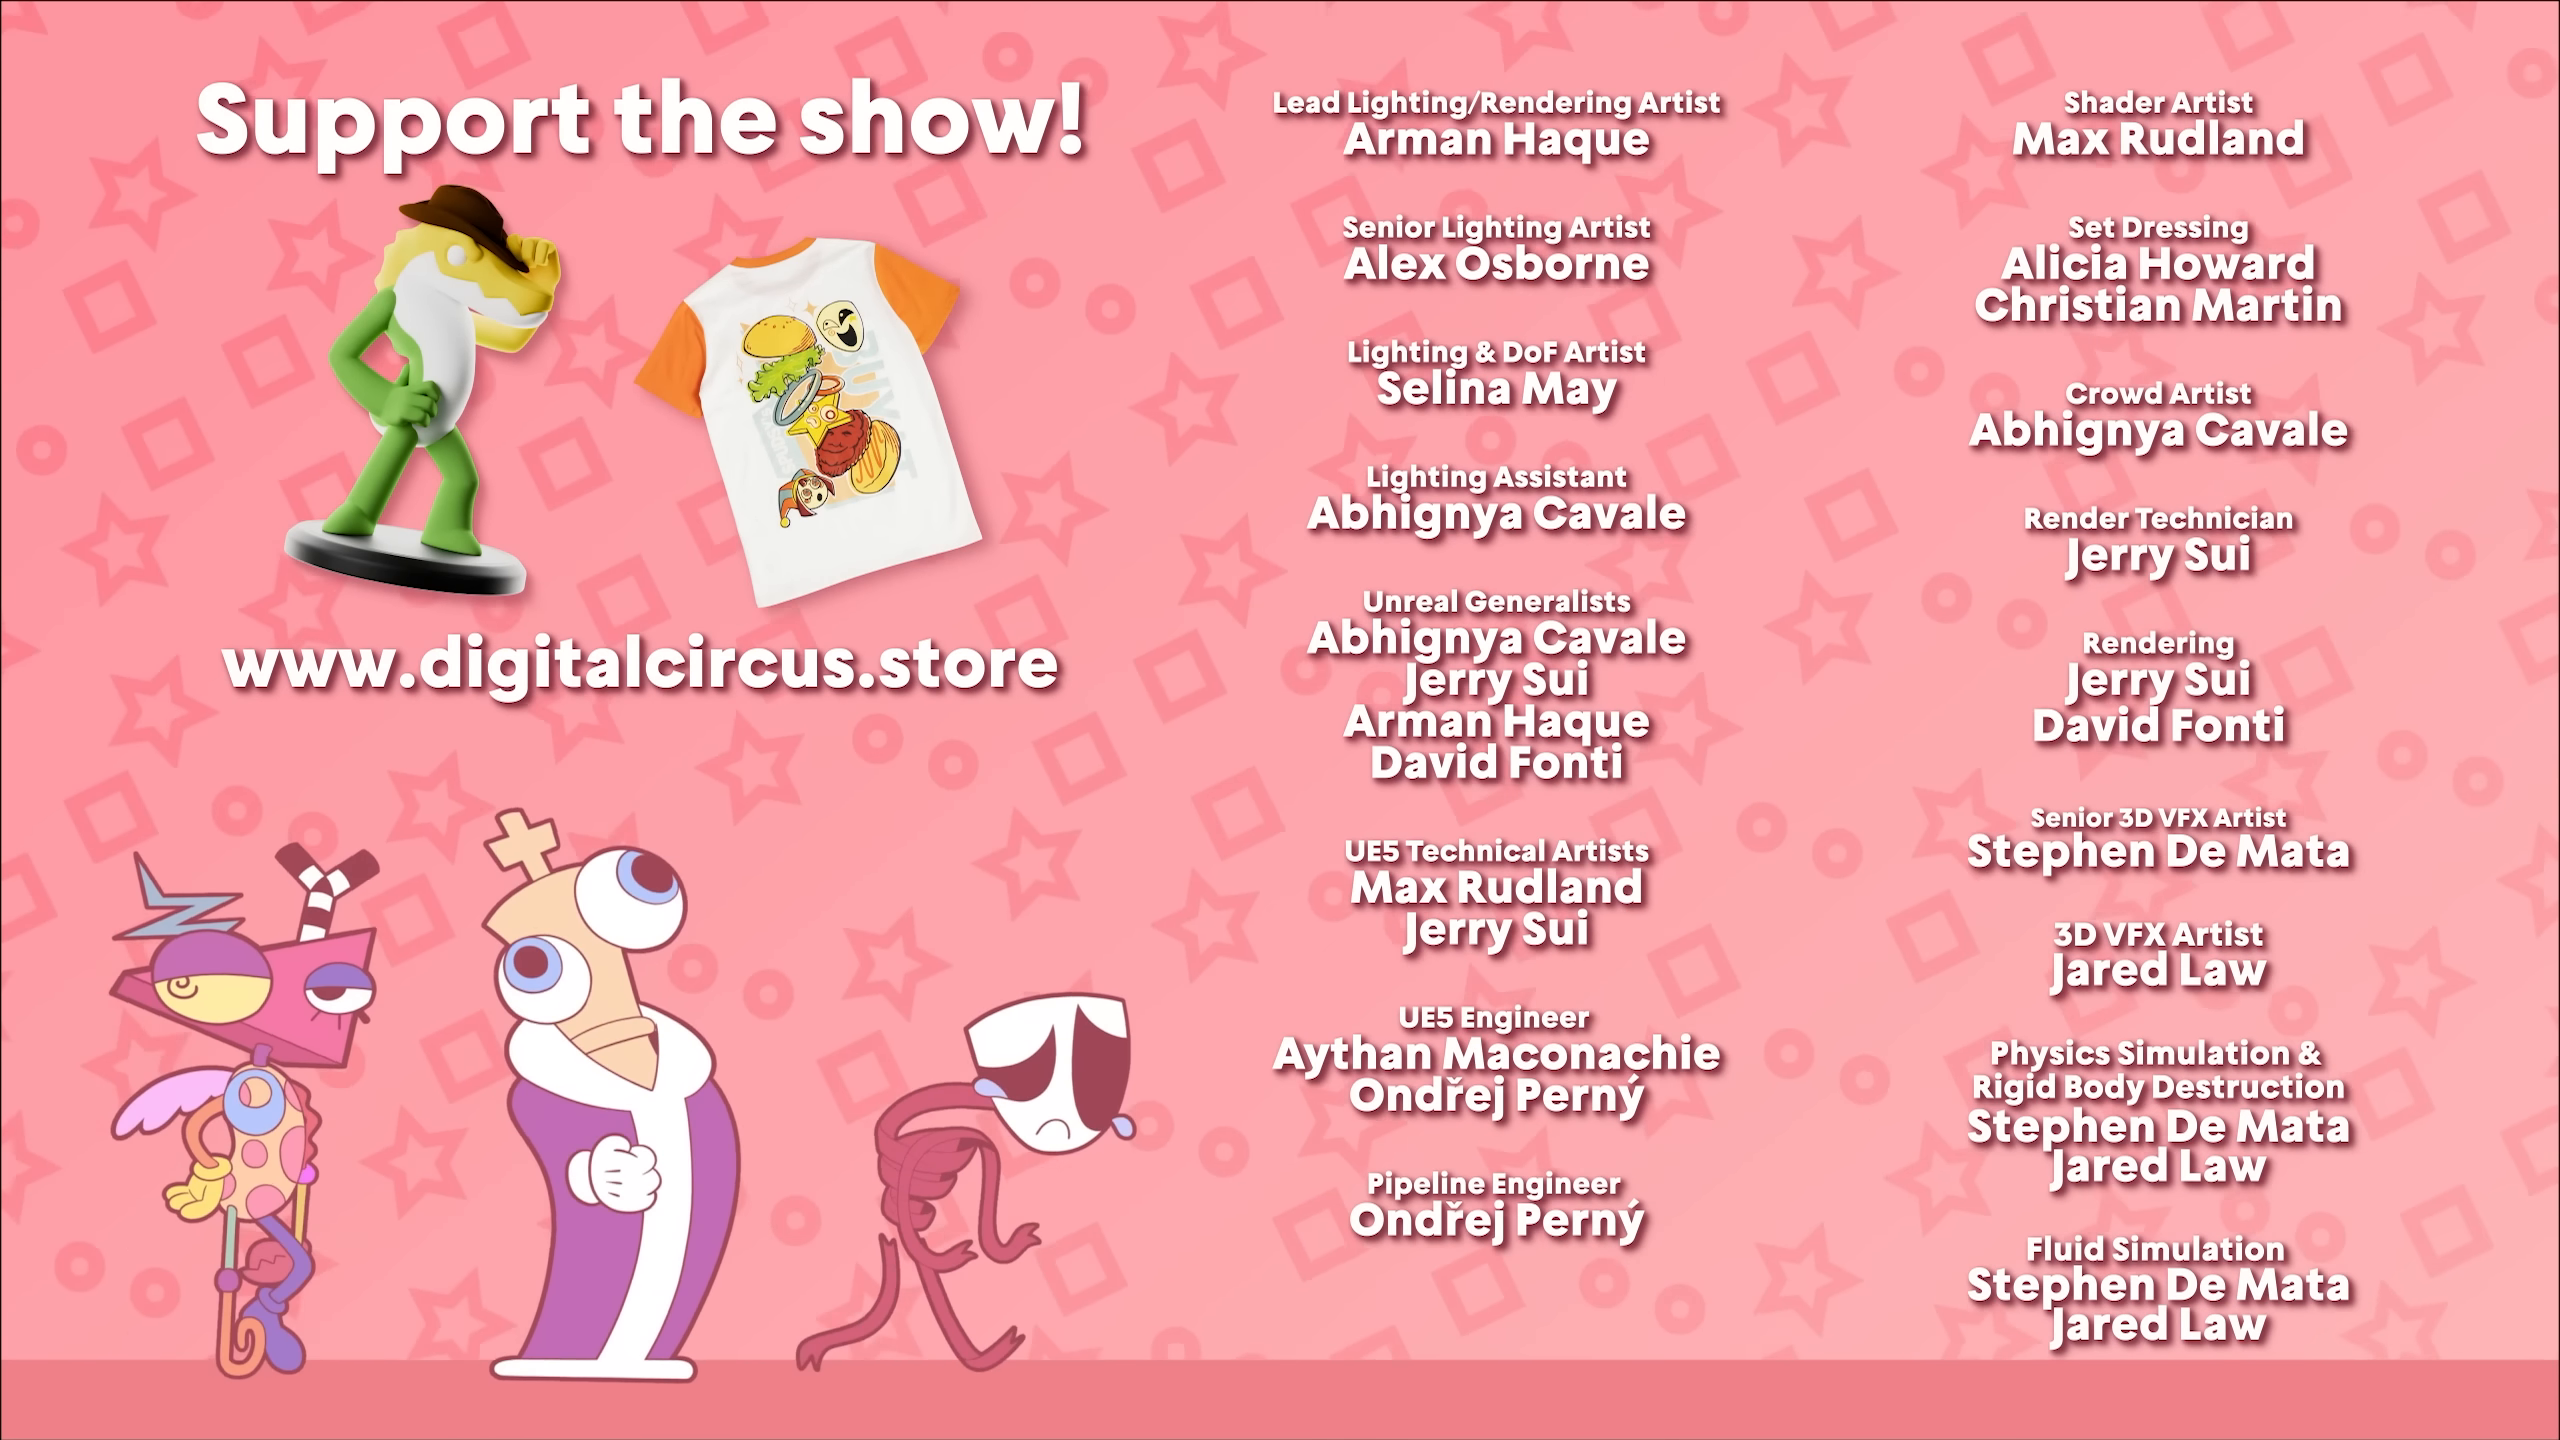 Support the show!
www.digitalcircus.store
Lead Lighting/Rendering Artist
Arman Haque
Senior Lighting Artist
Alex Osborne
Lighting & DoF Artist
Selina May
Lighting Assistant
Abhignya Cavale
Unreal Generalists
Abhignya Cavale
Jerry Sui
Arman Haque
David Fonti
UE5 Technical Artists
Max Rudland
Jerry Sui
UE5 Engineer
Aythan Maconachie
Ondřej Perný
Pipeline Engineer
Ondřej Perný
Shader Artist
Max Rudland
Set Dressing
Alicia Howard
Christian Martin
Crowd Artist
Abhignya Cavale
Render Technician
Jerry Sui
Rendering
Jerry Sui
David Fonti
Senior 3D VFX Artist
Stephen De Mata
3D VFX Artist
Jared Law
Physics Simulation &
Rigid Body Destruction
Stephen De Mata
Jared Law
Fluid Simulation
Stephen De Mata
Jared Law